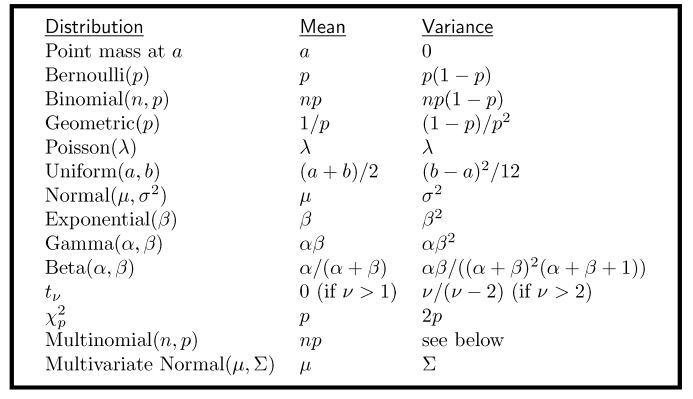 Distribution Mean Variance
Point mass at a a 0
Bernoulli(p) p p(1 − p)
Binomial(n, p) np np(1 − p)
Geometric(p) 1/p (1 − p)/p²
Poisson(λ) λ λ
Uniform(a, b) (a + b)/2 (b − a)²/12
Normal(μ, σ²) μ σ²
Exponential(β) β β²
Gamma(α, β) αβ αβ²
Beta(α, β) α/(α + β) αβ/((α + β)²(α + β + 1))
t_ν 0 (if ν > 1) ν/(ν − 2) (if ν > 2)
χ²_p p 2p
Multinomial(n, p) np see below
Multivariate Normal(μ, Σ) μ Σ